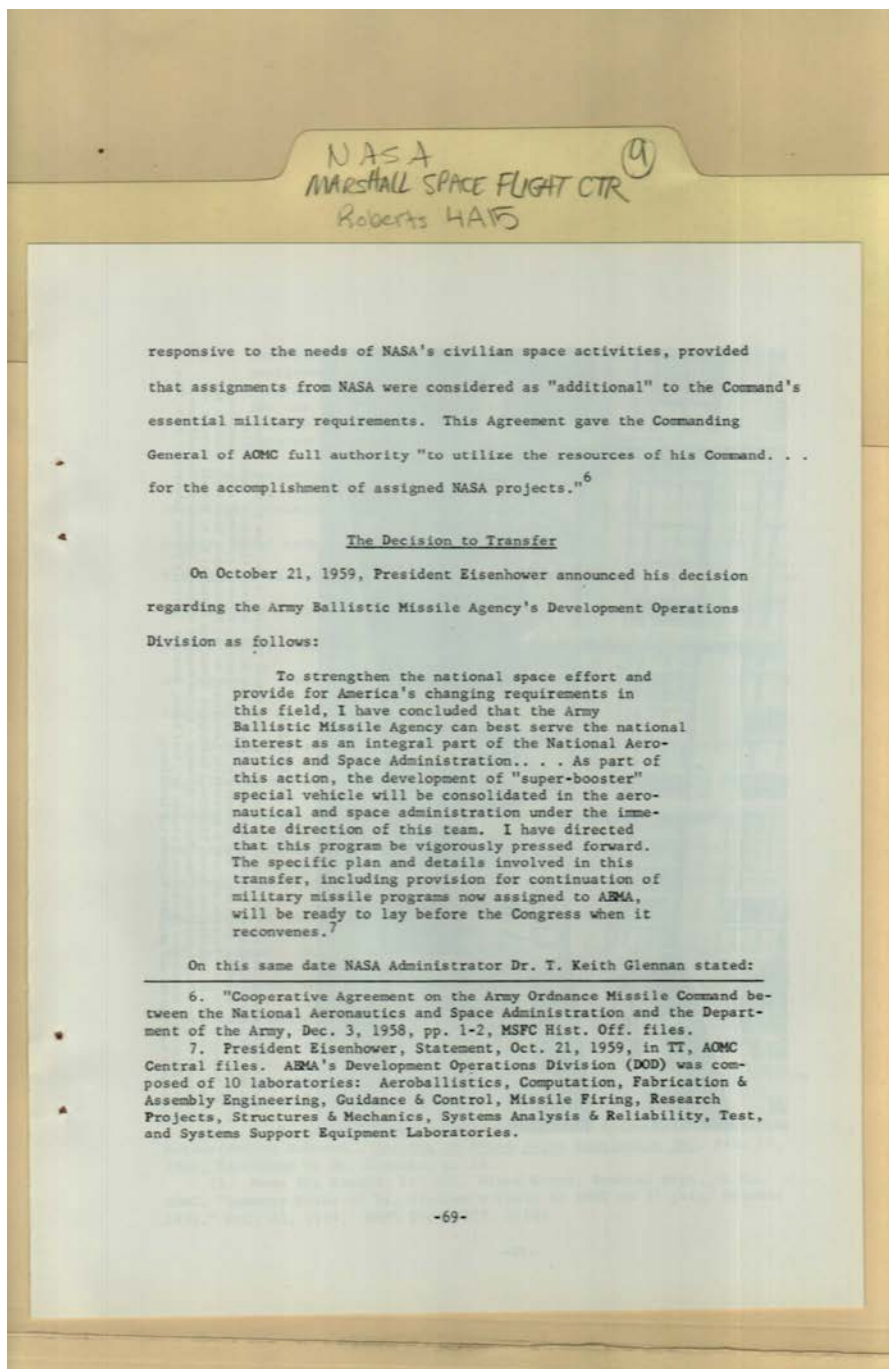 NASA
9
MARSHALL SPACE FLIGHT CTR
Roberts 4A15
responsive to the needs of NASA's civilian space activities, provided
that assignments from NASA were considered as "additional" to the Command's
essential military requirements. This Agreement gave the Commanding
General of AOMC full authority "to utilize the resources of his Command. . .
for the accomplishment of assigned NASA projects."6
The Decision to Transfer
On October 21, 1959, President Eisenhower announced his decision
regarding the Army Ballistic Missile Agency's Development Operations
Division as follows:
To strengthen the national space effort and
provide for America's changing requirements in
this field, I have concluded that the Army
Ballistic Missile Agency can best serve the national
interest as an integral part of the National Aero-
nautics and Space Administration.. . . As part of
this action, the development of "super-booster"
special vehicle will be consolidated in the aero-
nautical and space administration under the imme-
diate direction of this team. I have directed
that this program be vigorously pressed forward.
The specific plan and details involved in this
transfer, including provision for continuation of
military missile programs now assigned to ABMA,
will be ready to lay before the Congress when it
reconvenes.7
On this same date NASA Administrator Dr. T. Keith Glennan stated:
6. "Cooperative Agreement on the Army Ordnance Missile Command be-
tween the National Aeronautics and Space Administration and the Depart-
ment of the Army, Dec. 3, 1958, pp. 1-2, MSFC Hist. Off. files.
7. President Eisenhower, Statement, Oct. 21, 1959, in TT, AOMC
Central files. ABMA's Development Operations Division (DOD) was com-
posed of 10 laboratories: Aeroballistics, Computation, Fabrication &
Assembly Engineering, Guidance & Control, Missile Firing, Research
Projects, Structures & Mechanics, Systems Analysis & Reliability, Test,
and Systems Support Equipment Laboratories.
-69-